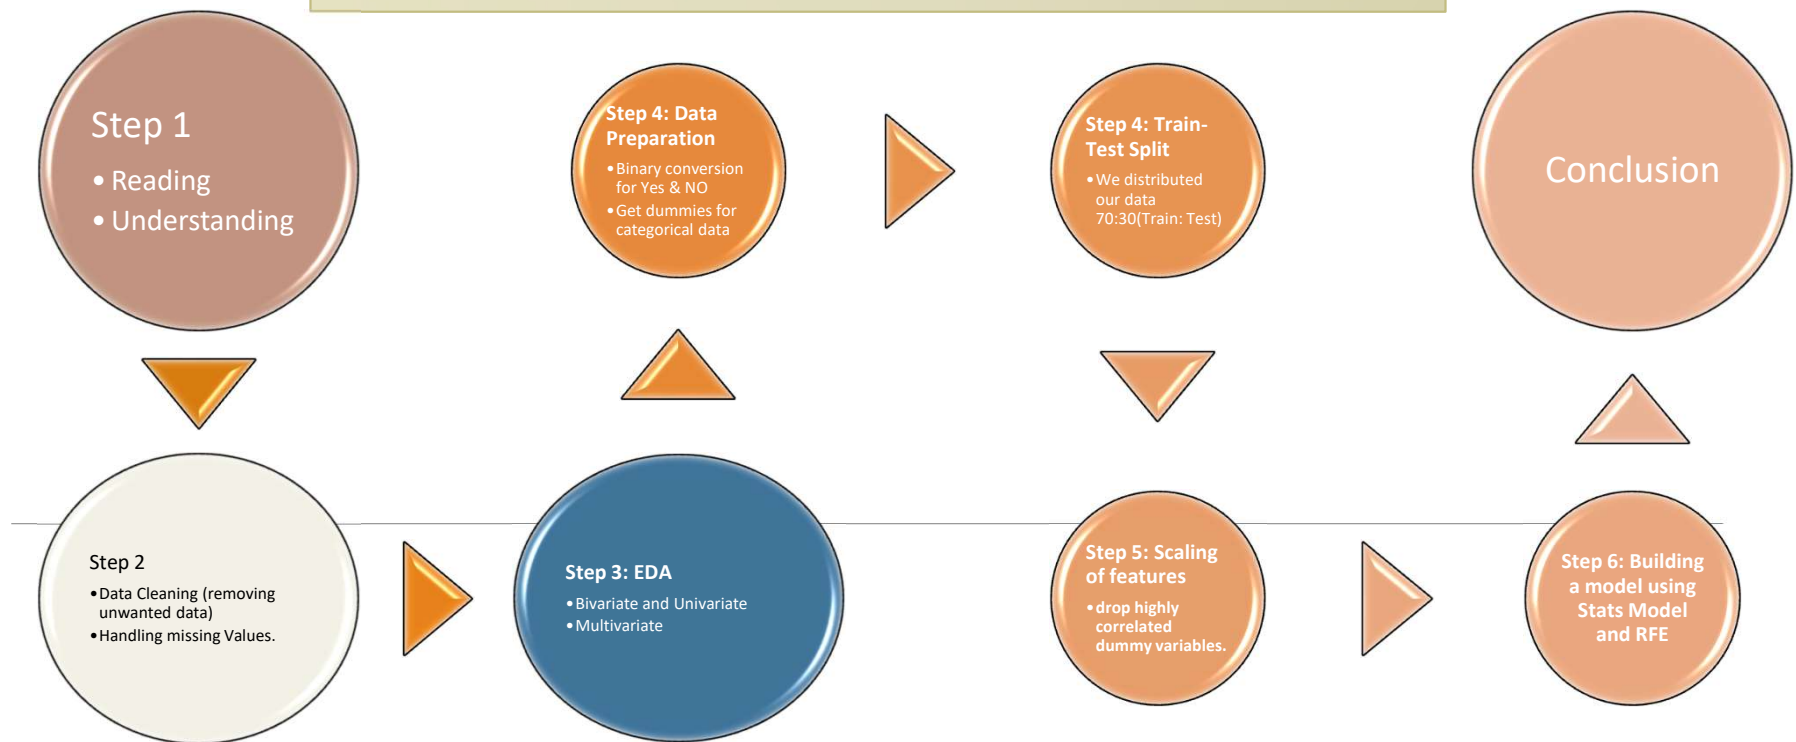 Step 1
• Reading
• Understanding
Step 2
• Data Cleaning (removing
unwanted data)
• Handling missing Values.
Step 3: EDA
• Bivariate and Univariate
• Multivariate
Step 4: Data
Preparation
• Binary conversion
for Yes & NO
• Get dummies for
categorical data
Step 4: Train-
Test Split
• We distributed
our data
70:30(Train: Test)
Step 5: Scaling
of features
• drop highly
correlated
dummy variables.
Step 6: Building
a model using
Stats Model
and RFE
Conclusion